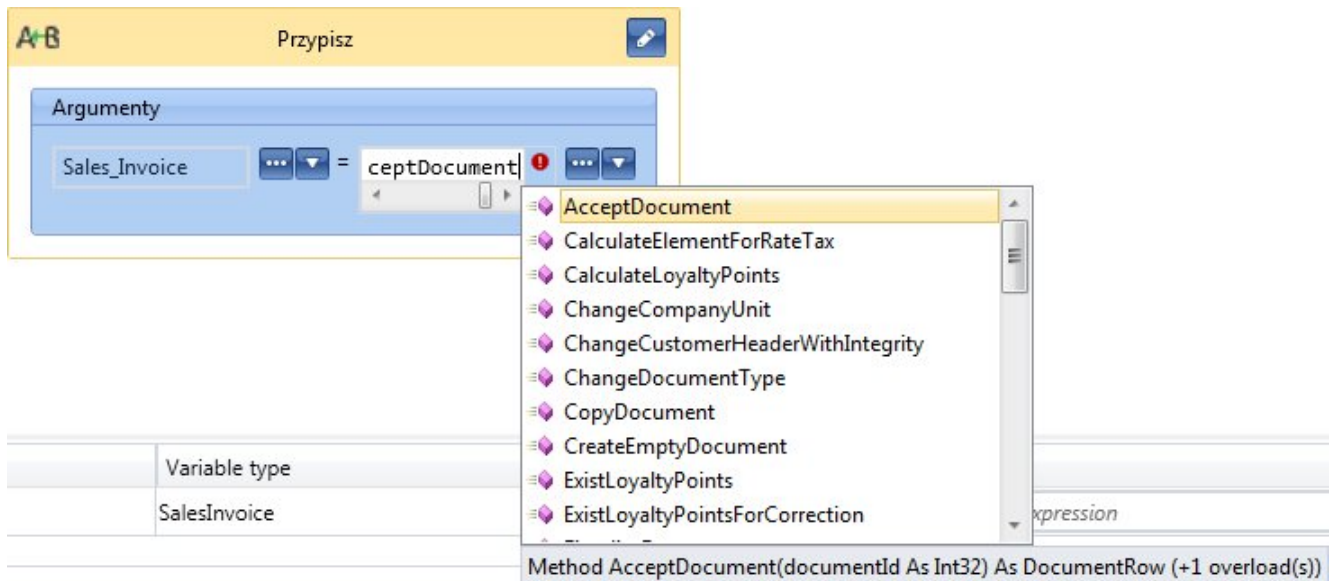 A←B
Przypisz
Argumenty
Sales_Invoice
=
ceptDocument
AcceptDocument
CalculateElementForRateTax
CalculateLoyaltyPoints
ChangeCompanyUnit
ChangeCustomerHeaderWithIntegrity
ChangeDocumentType
CopyDocument
CreateEmptyDocument
ExistLoyaltyPoints
ExistLoyaltyPointsForCorrection
Variable type
SalesInvoice
xpression
Method AcceptDocument(documentId As Int32) As DocumentRow (+1 overload(s))